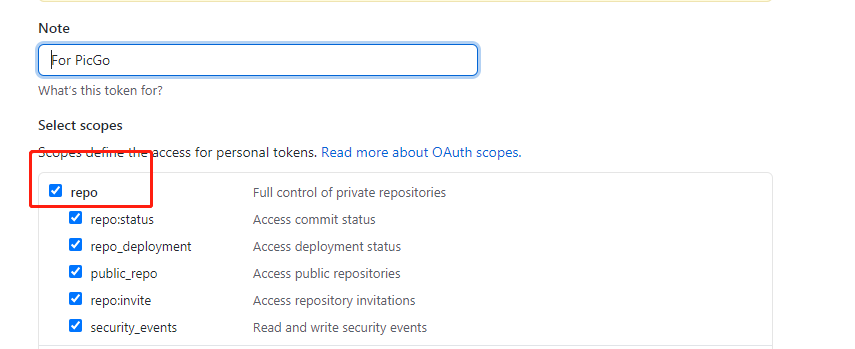 Note
For PicGo
What's this token for?
Select scopes
Scopes define the access for personal tokens. Read more about OAuth scopes.
repo Full control of private repositories
repo:status Access commit status
repo_deployment Access deployment status
public_repo Access public repositories
repo:invite Access repository invitations
security_events Read and write security events